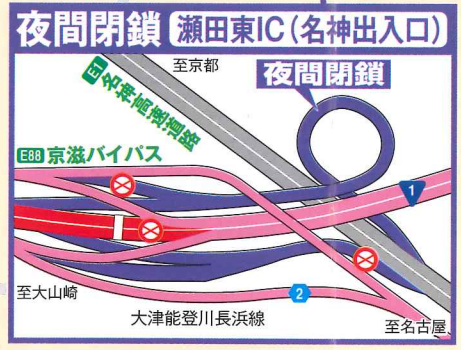 夜間閉鎖 瀬田東IC(名神出入口)
至京都
夜間閉鎖
E1 名神高速道路
E88 京滋バイパス
1
至大山崎
2
大津能登川長浜線
至名古屋